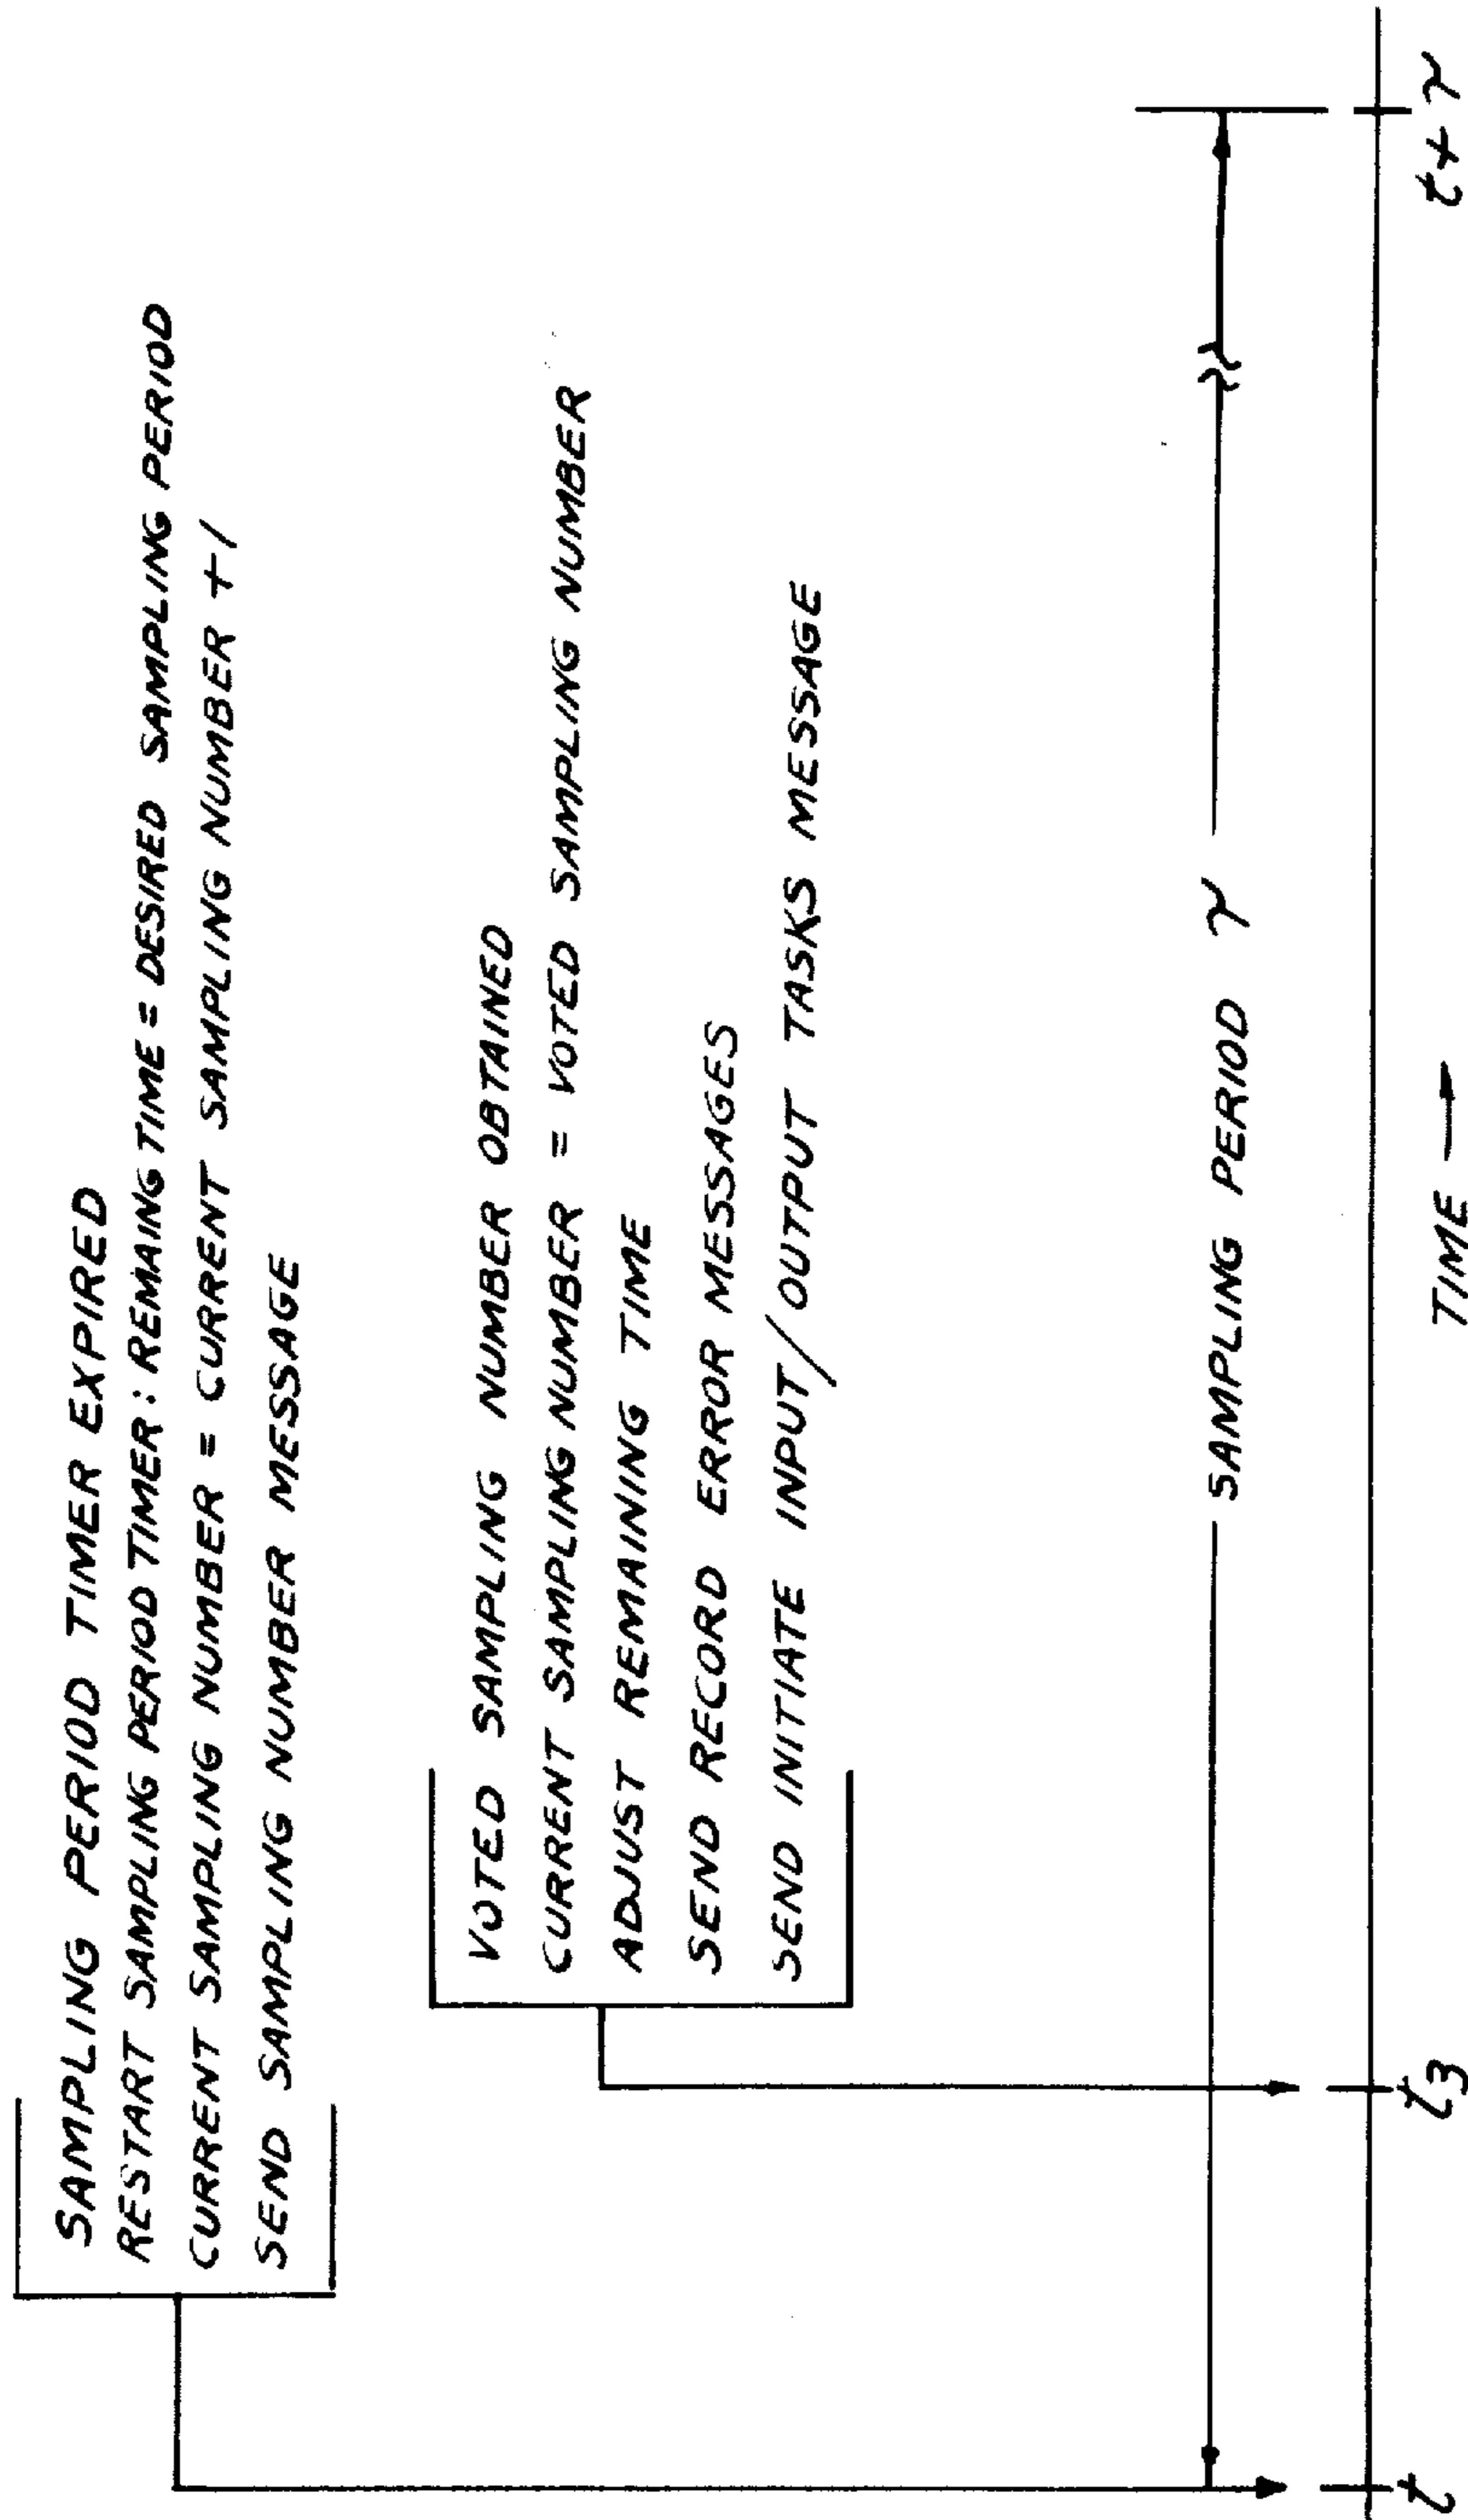 SAMPLING PERIOD TIMER EXPIRED
RESTART SAMPLING PERIOD TIMER: REMAING TIME = DESIRED SAMPLING PERIOD
CURRENT SAMPLING NUMBER = CURRENT SAMPLING NUMBER +1
SEND SAMPLING NUMBER MESSAGE
VOTED SAMPLING NUMBER OBTAINED
CURRENT SAMPLING NUMBER = VOTED SAMPLING NUMBER
ADJUST REMAINING TIME
SEND RECORD ERROR MESSAGES
SEND INITIATE INPUT/OUTPUT TASKS MESSAGE
SAMPLING PERIOD τ
t t3 t+τ
TIME